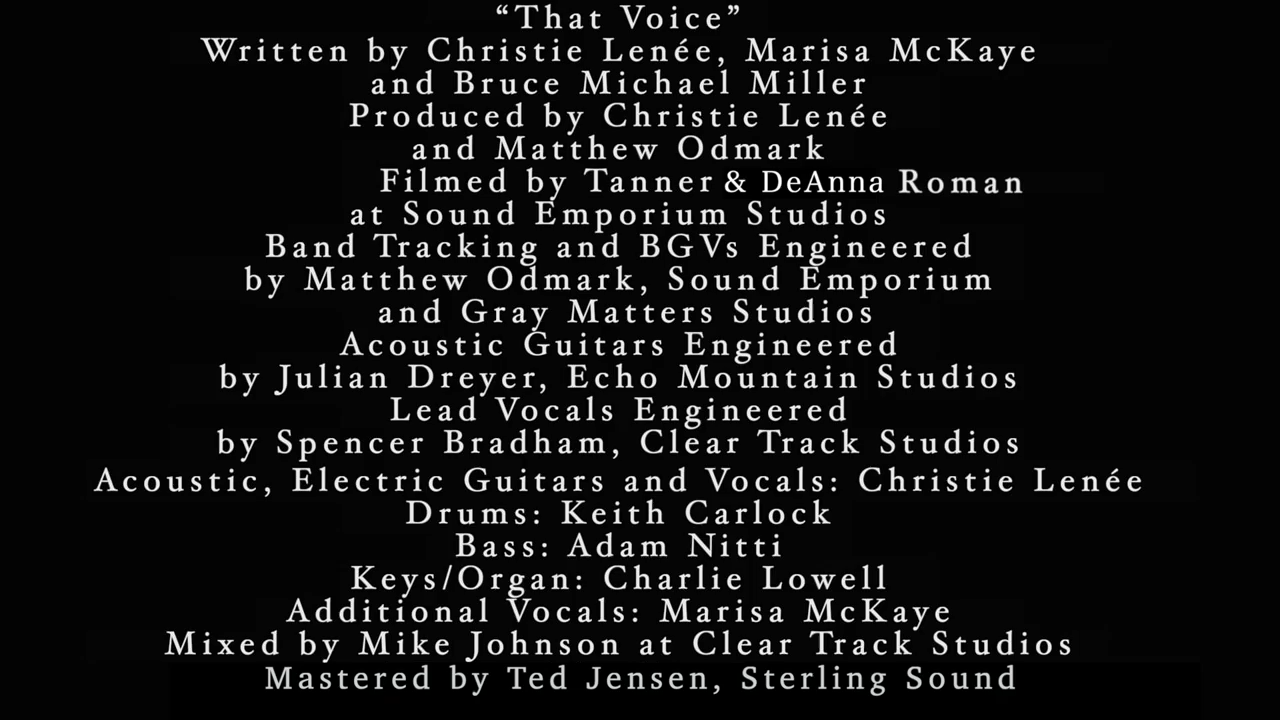 “That Voice”
Written by Christie Lenée, Marisa McKaye
and Bruce Michael Miller
Produced by Christie Lenée
and Matthew Odmark
Filmed by Tanner & DeAnna Roman
at Sound Emporium Studios
Band Tracking and BGVs Engineered
by Matthew Odmark, Sound Emporium
and Gray Matters Studios
Acoustic Guitars Engineered
by Julian Dreyer, Echo Mountain Studios
Lead Vocals Engineered
by Spencer Bradham, Clear Track Studios
Acoustic, Electric Guitars and Vocals: Christie Lenée
Drums: Keith Carlock
Bass: Adam Nitti
Keys/Organ: Charlie Lowell
Additional Vocals: Marisa McKaye
Mixed by Mike Johnson at Clear Track Studios
Mastered by Ted Jensen, Sterling Sound